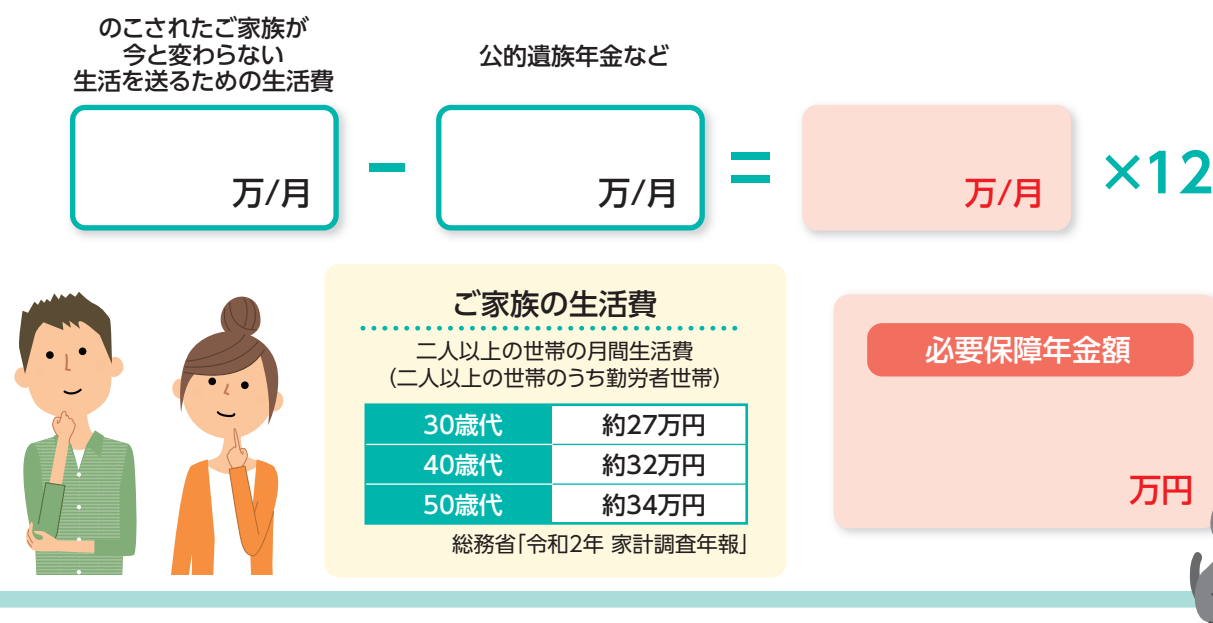 のこされたご家族が
今と変わらない
生活を送るための生活費
公的遺族年金など
万/月
−
万/月
=
万/月
×12
ご家族の生活費
二人以上の世帯の月間生活費
(二人以上の世帯のうち勤労者世帯)
30歳代 約27万円
40歳代 約32万円
50歳代 約34万円
総務省「令和2年 家計調査年報」
必要保障年金額
万円